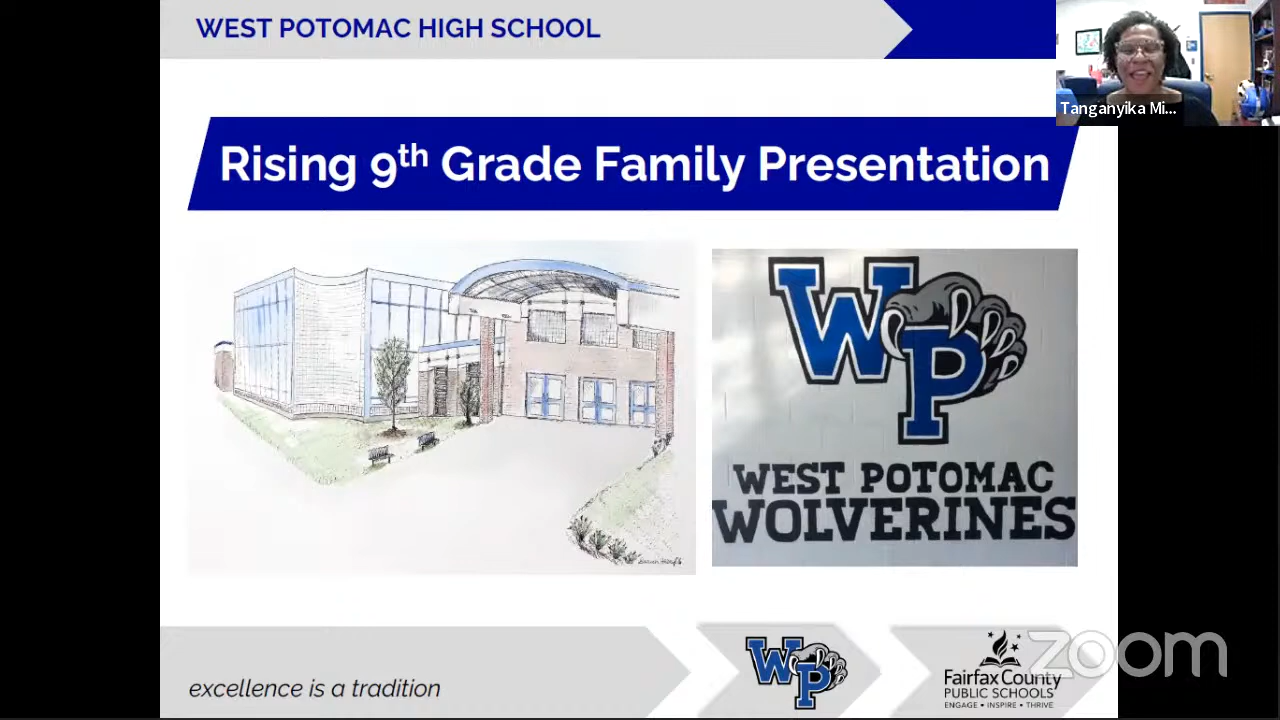 WEST POTOMAC HIGH SCHOOL
Tanganyika Mi...
Rising 9th Grade Family Presentation
WP
WEST POTOMAC
WOLVERINES
excellence is a tradition
WP
Fairfax County
PUBLIC SCHOOLS
ENGAGE • INSPIRE • THRIVE
zoom